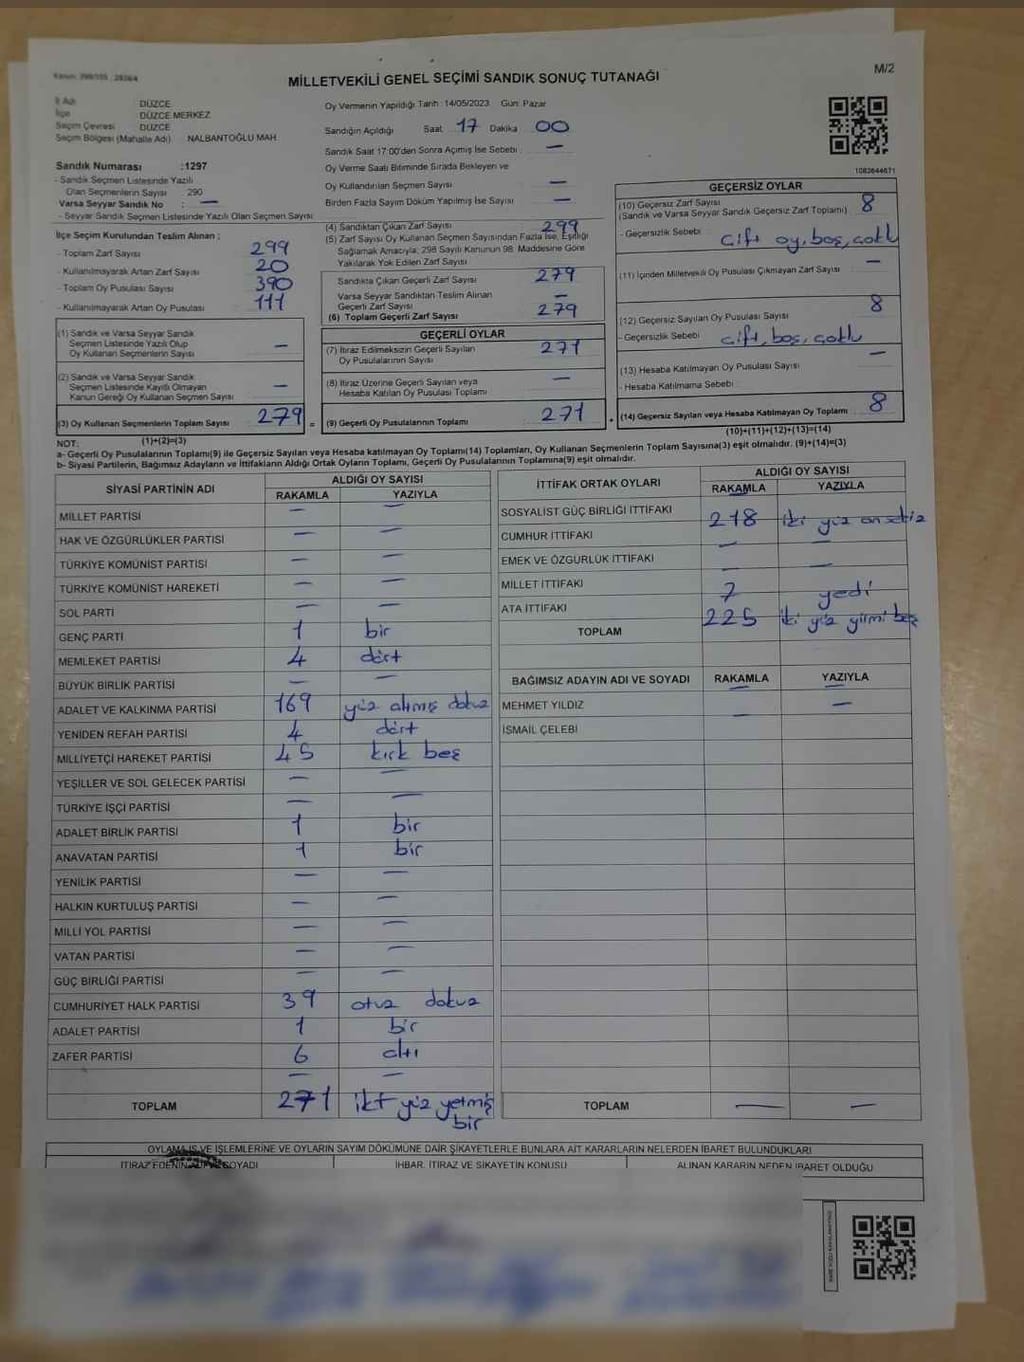 MİLLETVEKİLİ GENEL SEÇİMİ SANDIK SONUÇ TUTANAĞI
M/2
İl Adı DÜZCE
İlçe DÜZCE MERKEZ
Seçim Çevresi DÜZCE
Seçim Bölgesi (Mahalle Adı) NALBANTOĞLU MAH.
Oy Vermenin Yapıldığı Tarih : 14/05/2023 Gün: Pazar
Sandığın Açıldığı Saat 17 Dakika 00
Sandık Saat 17:00'den Sonra Açılmış İse Sebebi : —
Oy Verme Saati Bitiminde Sırada Bekleyen ve
Oy Kullandırılan Seçmen Sayısı —
Birden Fazla Sayım Döküm Yapılmış İse Sayısı —
1083644671
Sandık Numarası :1297
- Sandık Seçmen Listesinde Yazılı
Olan Seçmenlerin Sayısı 290
Varsa Seyyar Sandık No : —
- Seyyar Sandık Seçmen Listesinde Yazılı Olan Seçmen Sayısı
İlçe Seçim Kurulundan Teslim Alınan ;
- Toplam Zarf Sayısı 299
- Kullanılmayarak Artan Zarf Sayısı 20
- Toplam Oy Pusulası Sayısı 390
- Kullanılmayarak Artan Oy Pusulası 111
(1) Sandık ve Varsa Seyyar Sandık
Seçmen Listesinde Yazılı Olup
Oy Kullanan Seçmenlerin Sayısı —
(2) Sandık ve Varsa Seyyar Sandık
Seçmen Listesinde Kayıtlı Olmayan
Kanun Gereği Oy Kullanan Seçmen Sayısı —
(3) Oy Kullanan Seçmenlerin Toplam Sayısı 279 =
(1)+(2)=(3)
(4) Sandıktan Çıkan Zarf Sayısı 299
(5) Zarf Sayısı Oy Kullanan Seçmen Sayısından Fazla İse, Eşitliği
Sağlamak Amacıyla; 298 Sayılı Kanunun 98. Maddesine Göre
Yakılarak Yok Edilen Zarf Sayısı
Sandıkta Çıkan Geçerli Zarf Sayısı 279
Varsa Seyyar Sandıktan Teslim Alınan
Geçerli Zarf Sayısı —
(6) Toplam Geçerli Zarf Sayısı 279
GEÇERLİ OYLAR
(7) İtiraz Edilmeksizin Geçerli Sayılan
Oy Pusulalarının Sayısı 271
(8) İtiraz Üzerine Geçerli Sayılan veya
Hesaba Katılan Oy Pusulası Toplamı —
(9) Geçerli Oy Pusulalarının Toplamı 271
GEÇERSİZ OYLAR
(10) Geçersiz Zarf Sayısı 8
(Sandık ve Varsa Seyyar Sandık Geçersiz Zarf Toplamı)
- Geçersizlik Sebebi : çift oy, boş, çoklu
(11) İçinden Milletvekili Oy Pusulası Çıkmayan Zarf Sayısı —
(12) Geçersiz Sayılan Oy Pusulası Sayısı 8
- Geçersizlik Sebebi : çift, boş, çoklu
(13) Hesaba Katılmayan Oy Pusulası Sayısı —
- Hesaba Katılmama Sebebi :
(14) Geçersiz Sayılan veya Hesaba Katılmayan Oy Toplamı 8
(10)+(11)+(12)+(13)=(14)
NOT:
a- Geçerli Oy Pusulalarının Toplamı(9) ile Geçersiz Sayılan veya Hesaba katılmayan Oy Toplamı(14) Toplamları, Oy Kullanan Seçmenlerin Toplam Sayısına(3) eşit olmalıdır. (9)+(14)=(3)
b- Siyasi Partilerin, Bağımsız Adayların ve İttifakların Aldığı Ortak Oyların Toplamı, Geçerli Oy Pusulalarının Toplamına(9) eşit olmalıdır.
SİYASİ PARTİNİN ADI ALDIĞI OY SAYISI
RAKAMLA YAZIYLA
MİLLET PARTİSİ — —
HAK VE ÖZGÜRLÜKLER PARTİSİ — —
TÜRKİYE KOMÜNİST PARTİSİ — —
TÜRKİYE KOMÜNİST HAREKETİ — —
SOL PARTİ — —
GENÇ PARTİ 1 bir
MEMLEKET PARTİSİ 4 dört
BÜYÜK BİRLİK PARTİSİ — —
ADALET VE KALKINMA PARTİSİ 169 yüz altmış dokuz
YENİDEN REFAH PARTİSİ 4 dört
MİLLİYETÇİ HAREKET PARTİSİ 45 kırk beş
YEŞİLLER VE SOL GELECEK PARTİSİ — —
TÜRKİYE İŞÇİ PARTİSİ — —
ADALET BİRLİK PARTİSİ 1 bir
ANAVATAN PARTİSİ 1 bir
YENİLİK PARTİSİ — —
HALKIN KURTULUŞ PARTİSİ — —
MİLLİ YOL PARTİSİ — —
VATAN PARTİSİ — —
GÜÇ BİRLİĞİ PARTİSİ — —
CUMHURİYET HALK PARTİSİ 39 otuz dokuz
ADALET PARTİSİ 1 bir
ZAFER PARTİSİ 6 altı
— —
TOPLAM 271 iki yüz yetmiş bir
İTTİFAK ORTAK OYLARI ALDIĞI OY SAYISI
RAKAMLA YAZIYLA
SOSYALİST GÜÇ BİRLİĞİ İTTİFAKI — —
CUMHUR İTTİFAKI 218 iki yüz onsekiz
EMEK VE ÖZGÜRLÜK İTTİFAKI — —
MİLLET İTTİFAKI — —
ATA İTTİFAKI 7 yedi
TOPLAM 225 iki yüz yirmi beş
BAĞIMSIZ ADAYIN ADI VE SOYADI RAKAMLA YAZIYLA
MEHMET YILDIZ — —
İSMAİL ÇELEBİ —
TOPLAM — —
OYLAMA İŞ VE İŞLEMLERİNE VE OYLARIN SAYIM DÖKÜMÜNE DAİR ŞİKAYETLERLE BUNLARA AİT KARARLARIN NELERDEN İBARET BULUNDUKLARI
İTİRAZ EDENİN ADI VE SOYADI İHBAR, İTİRAZ VE ŞİKAYETİN KONUSU ALINAN KARARIN NEDEN İBARET OLDUĞU